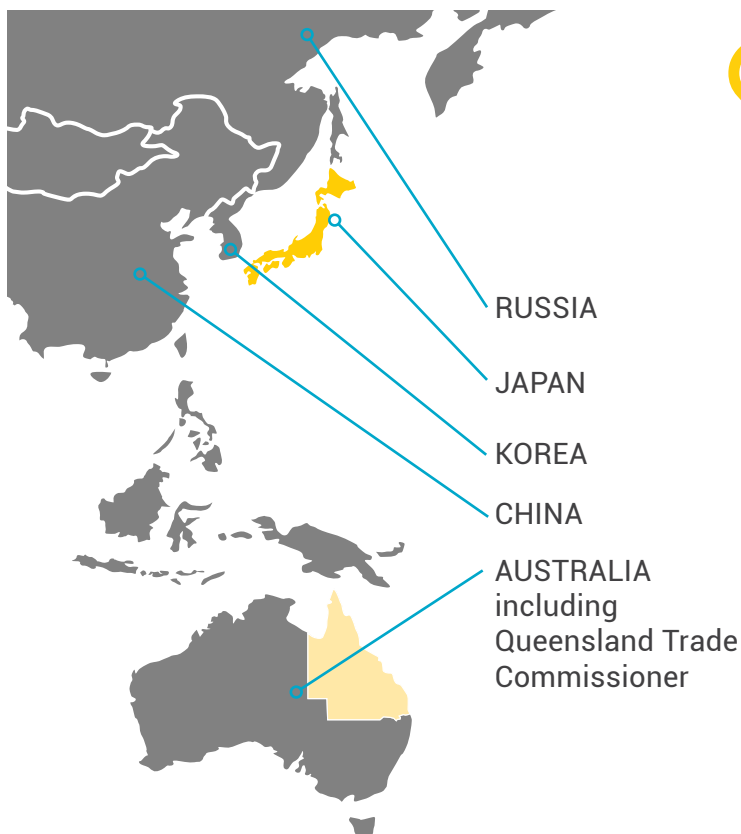 RUSSIA
JAPAN
KOREA
CHINA
AUSTRALIA
including
Queensland Trade
Commissioner